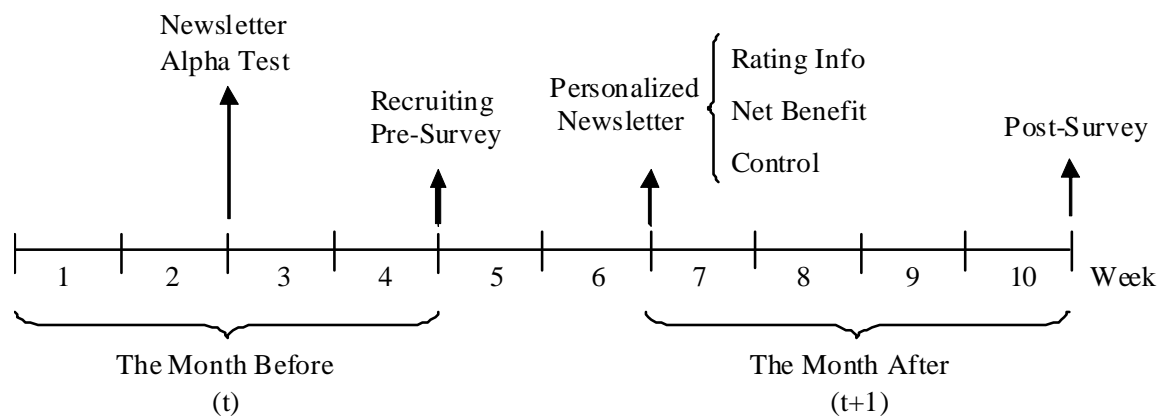 Newsletter
Alpha Test
Recruiting
Pre-Survey
Personalized
Newsletter
Rating Info
Net Benefit
Control
Post-Survey
1 2 3 4 5 6 7 8 9 10 Week
The Month Before
(t)
The Month After
(t+1)